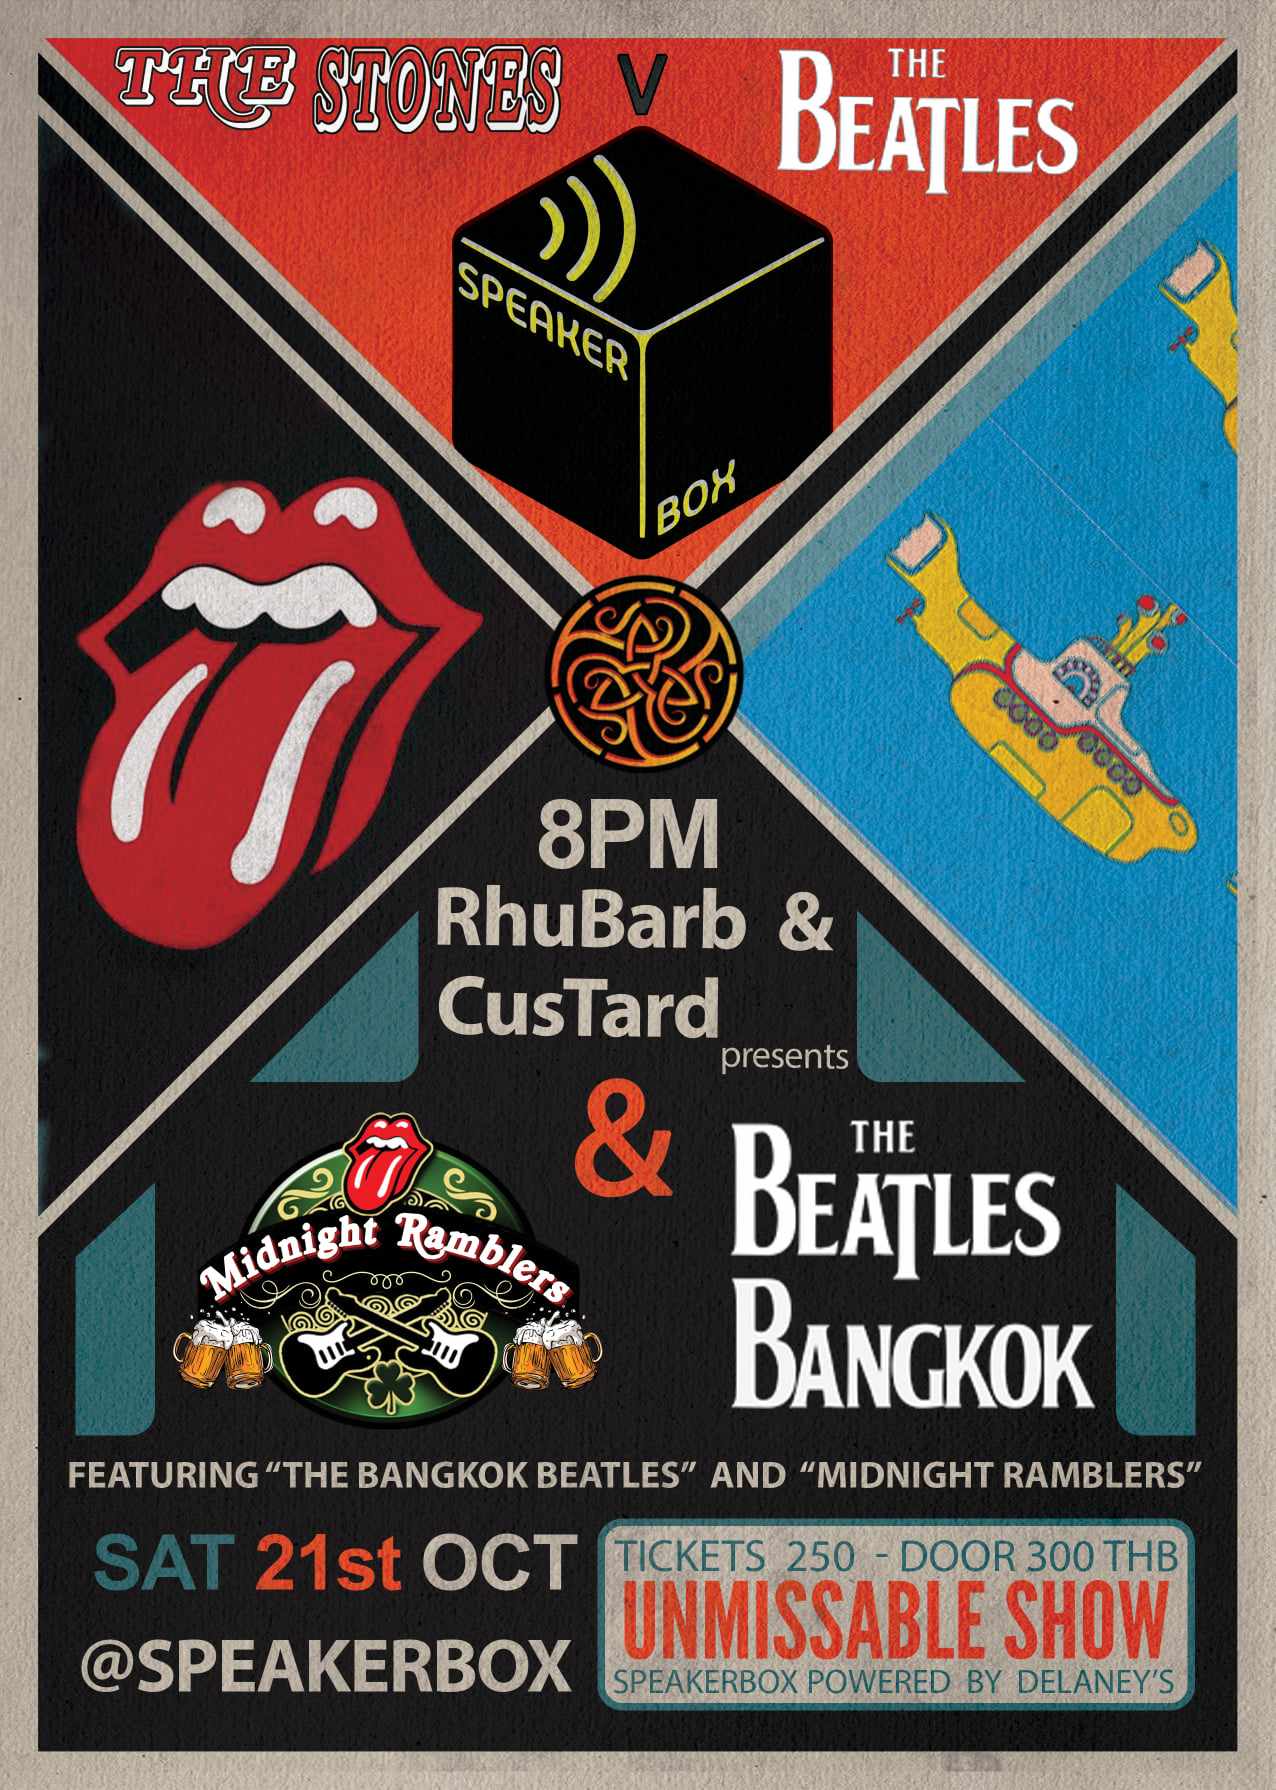 THE STONES V THE BEATLES
SPEAKER
BOX
8PM
RhuBarb &
CusTard
presents
&
Midnight Ramblers
THE
BEATLES
BANGKOK
FEATURING "THE BANGKOK BEATLES" AND "MIDNIGHT RAMBLERS"
SAT 21st OCT
@SPEAKERBOX
TICKETS 250 - DOOR 300 THB
UNMISSABLE SHOW
SPEAKERBOX POWERED BY DELANEY'S